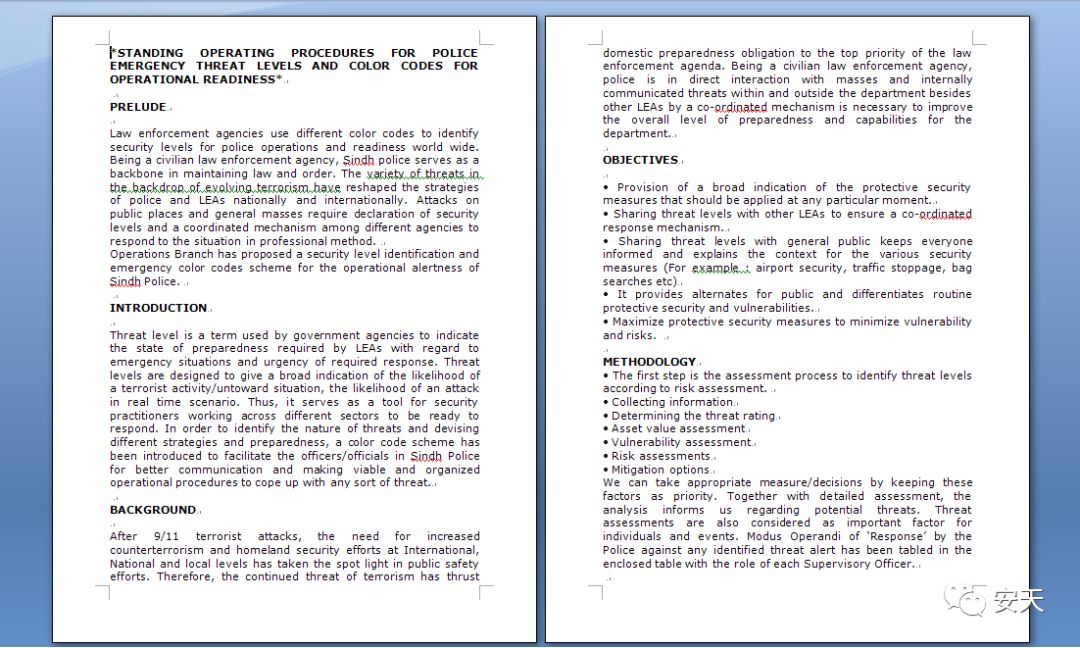 *STANDING OPERATING PROCEDURES FOR POLICE
EMERGENCY THREAT LEVELS AND COLOR CODES FOR
OPERATIONAL READINESS*
PRELUDE
Law enforcement agencies use different color codes to identify
security levels for police operations and readiness world wide.
Being a civilian law enforcement agency, Sindh police serves as a
backbone in maintaining law and order. The variety of threats in
the backdrop of evolving terrorism have reshaped the strategies
of police and LEAs nationally and internationally. Attacks on
public places and general masses require declaration of security
levels and a coordinated mechanism among different agencies to
respond to the situation in professional method.
Operations Branch has proposed a security level identification and
emergency color codes scheme for the operational alertness of
Sindh Police.
INTRODUCTION
Threat level is a term used by government agencies to indicate
the state of preparedness required by LEAs with regard to
emergency situations and urgency of required response. Threat
levels are designed to give a broad indication of the likelihood of
a terrorist activity/untoward situation, the likelihood of an attack
in real time scenario. Thus, it serves as a tool for security
practitioners working across different sectors to be ready to
respond. In order to identify the nature of threats and devising
different strategies and preparedness, a color code scheme has
been introduced to facilitate the officers/officials in Sindh Police
for better communication and making viable and organized
operational procedures to cope up with any sort of threat.
BACKGROUND
After 9/11 terrorist attacks, the need for increased
counterterrorism and homeland security efforts at International,
National and local levels has taken the spot light in public safety
efforts. Therefore, the continued threat of terrorism has thrust
domestic preparedness obligation to the top priority of the law
enforcement agenda. Being a civilian law enforcement agency,
police is in direct interaction with masses and internally
communicated threats within and outside the department besides
other LEAs by a co-ordinated mechanism is necessary to improve
the overall level of preparedness and capabilities for the
department.
OBJECTIVES
• Provision of a broad indication of the protective security
measures that should be applied at any particular moment.
• Sharing threat levels with other LEAs to ensure a co-ordinated
response mechanism.
• Sharing threat levels with general public keeps everyone
informed and explains the context for the various security
measures (For example : airport security, traffic stoppage, bag
searches etc)
• It provides alternates for public and differentiates routine
protective security and vulnerabilities.
• Maximize protective security measures to minimize vulnerability
and risks.
METHODOLOGY
• The first step is the assessment process to identify threat levels
according to risk assessment.
• Collecting information.
• Determining the threat rating.
• Asset value assessment.
• Vulnerability assessment.
• Risk assessments.
• Mitigation options.
We can take appropriate measure/decisions by keeping these
factors as priority. Together with detailed assessment, the
analysis informs us regarding potential threats. Threat
assessments are also considered as important factor for
individuals and events. Modus Operandi of 'Response' by the
Police against any identified threat alert has been tabled in the
enclosed table with the role of each Supervisory Officer.
安天